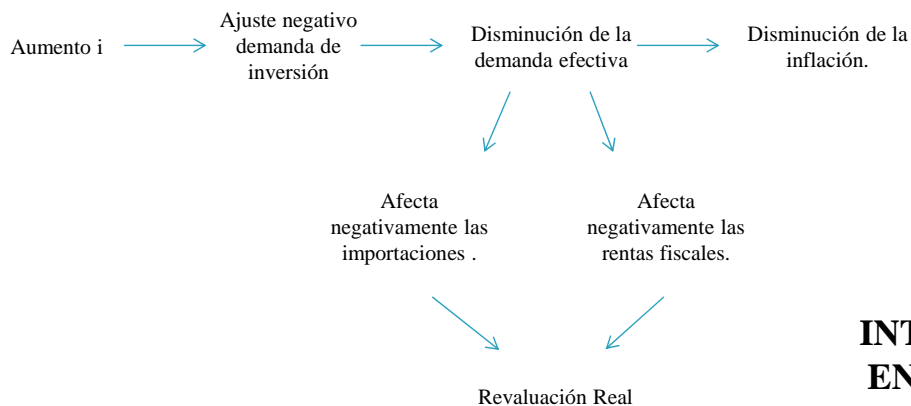 Aumento i
Ajuste negativo
demanda de
inversión
Disminución de la
demanda efectiva
Disminución de la
inflación.
Afecta
negativamente las
importaciones .
Afecta
negativamente las
rentas fiscales.
Revaluación Real